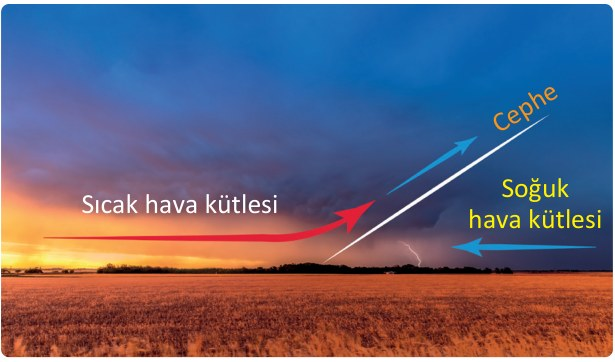 Cephe
Sıcak hava kütlesi
Soğuk
hava kütlesi